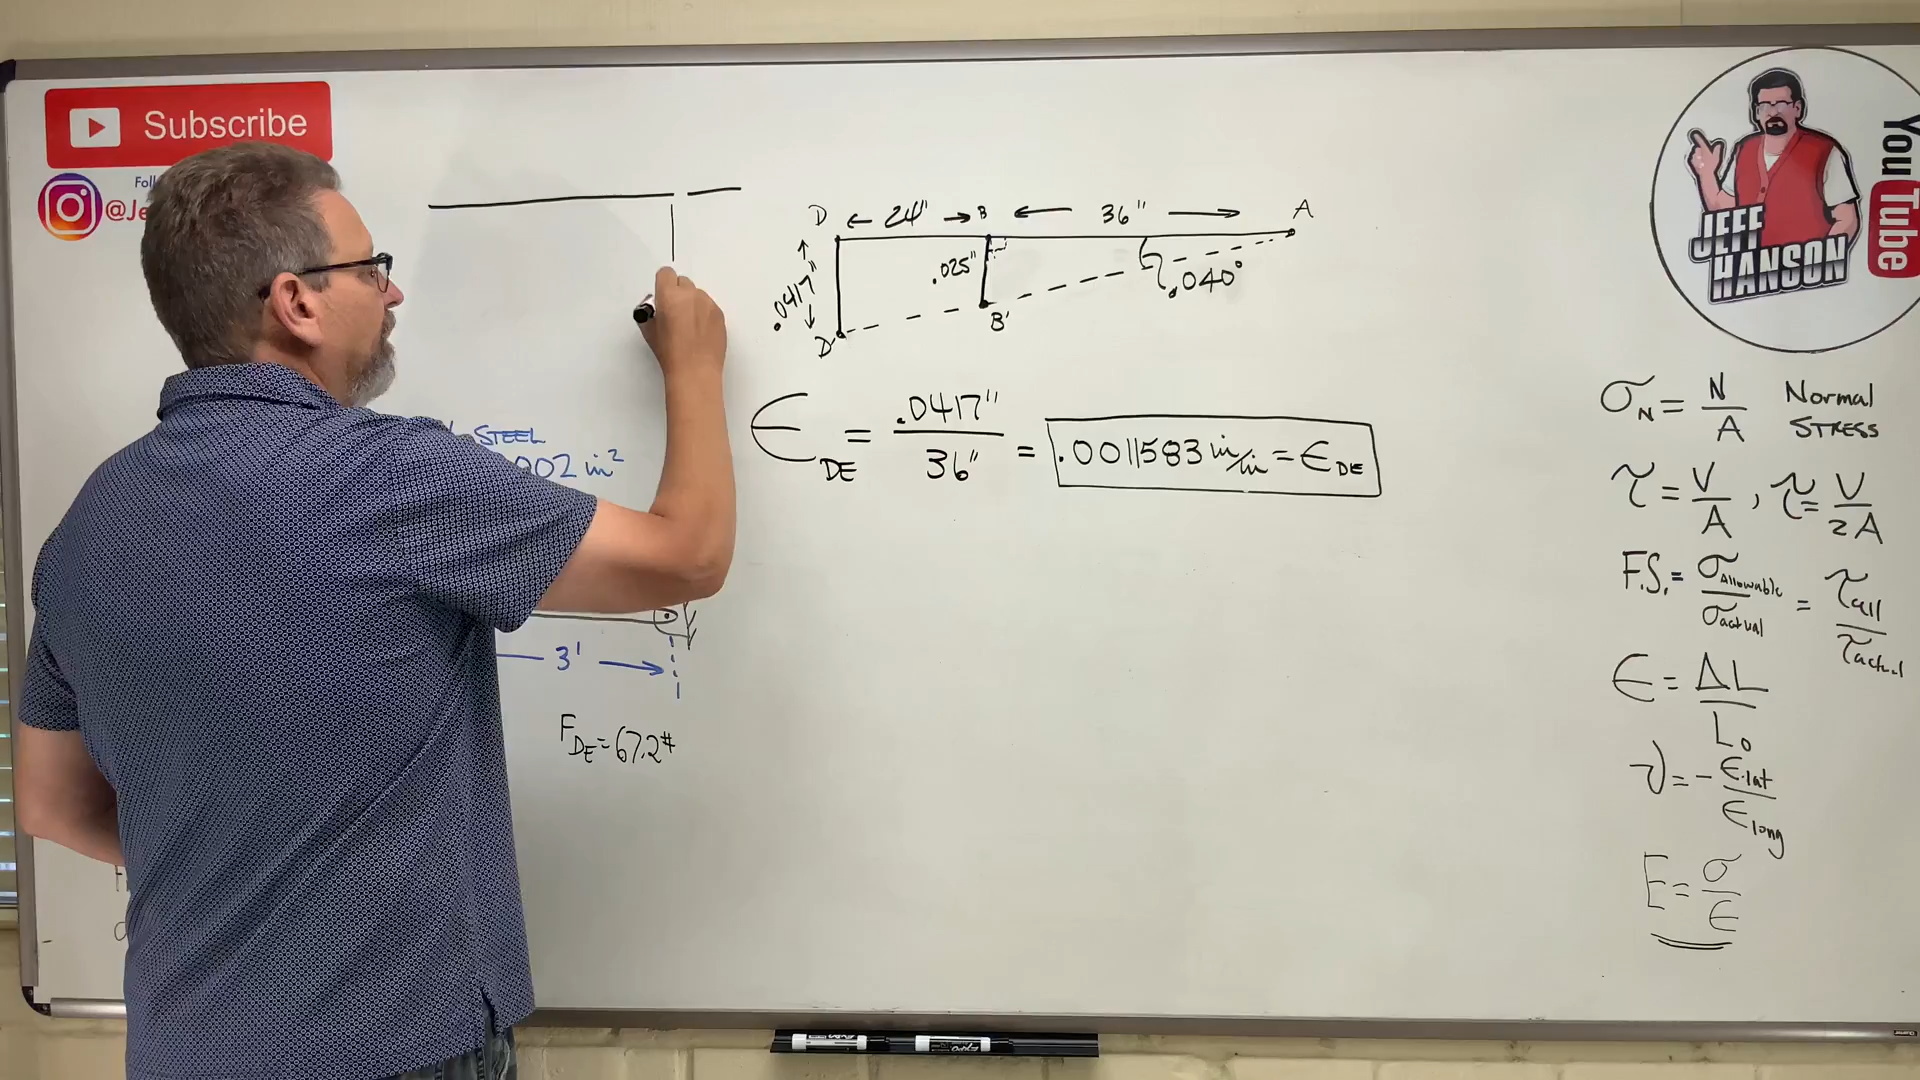 Subscribe
@Je
STEEL
002 in²
3'
F_DE = 67.2#
D ← 24" → B ← 36" → A
.0417"
.025"
.040°
D'
B'
ϵ_DE = .0417" / 36" = .0011583 in/in = ϵ_DE
JEFF HANSON
YouTube
σ_N = N/A Normal STRESS
τ = V/A, τ = V/2A
F.S. = σ_Allowable/σ_actual = τ_all/τ_actual
ϵ = ΔL/L₀
ν = -ϵ_lat/ϵ_long
E = σ/ϵ